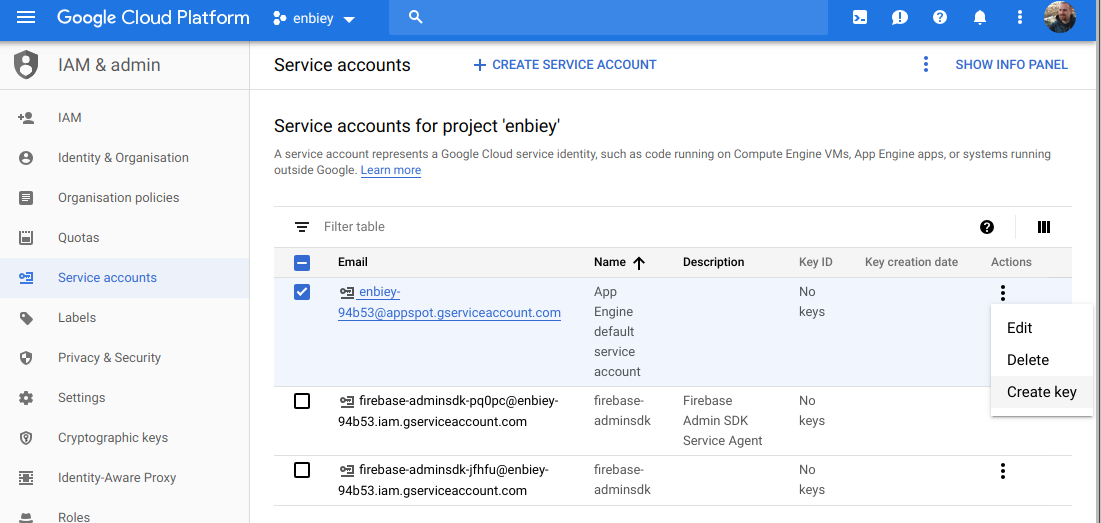 Google Cloud Platform enbiey
IAM & admin
Service accounts
CREATE SERVICE ACCOUNT
SHOW INFO PANEL
IAM
Identity & Organisation
Organisation policies
Quotas
Service accounts
Labels
Privacy & Security
Settings
Cryptographic keys
Identity-Aware Proxy
Roles
Service accounts for project 'enbiey'
A service account represents a Google Cloud service identity, such as code running on Compute Engine VMs, App Engine apps, or systems running
outside Google. Learn more
Filter table
Email Name Description Key ID Key creation date Actions
enbiey-
94b53@appspot.gserviceaccount.com
App
Engine
default
service
account
No
keys
Edit
Delete
Create key
firebase-adminsdk-pq0pc@enbiey-
94b53.iam.gserviceaccount.com
firebase-
adminsdk
Firebase
Admin SDK
Service Agent
No
keys
firebase-adminsdk-jfhfu@enbiey-
94b53.iam.gserviceaccount.com
firebase-
adminsdk
No
keys